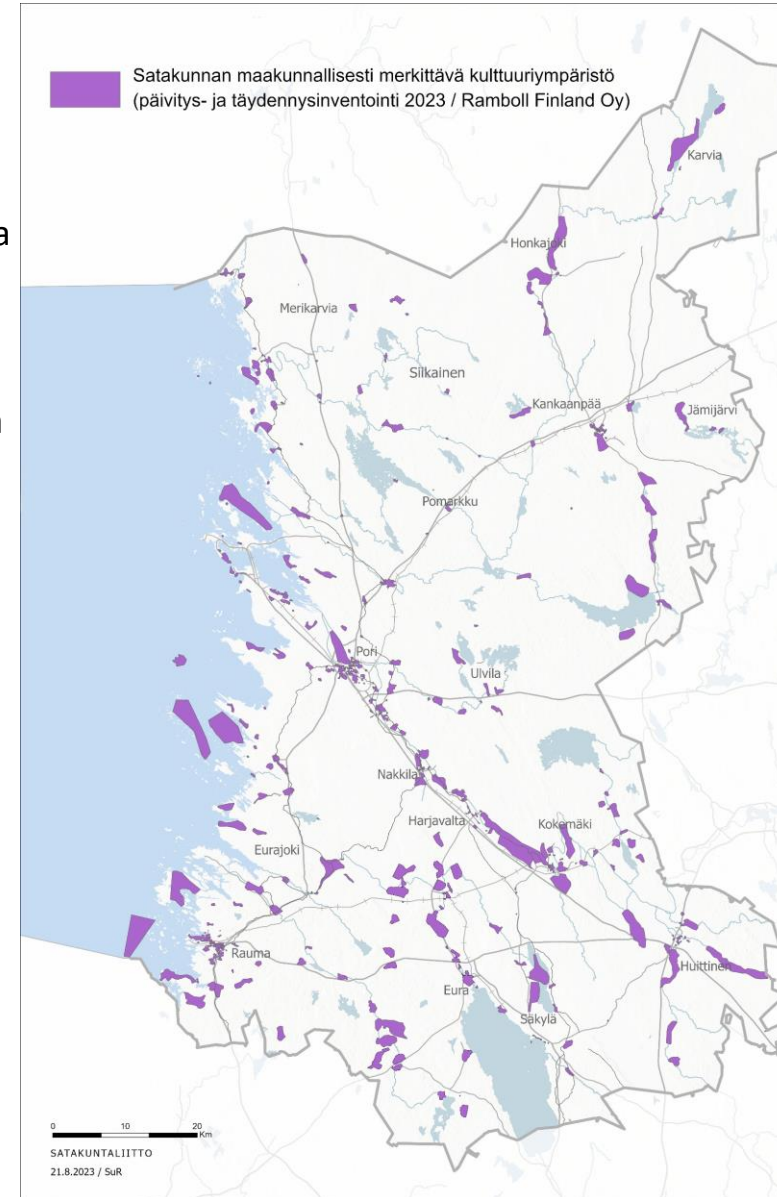 Satakunnan maakunnallisesti merkittävä kulttuuriympäristö
(päivitys- ja täydennysinventointi 2023 / Ramboll Finland Oy)
Karvia
a
Honkajoki
Merikarvia
Siikainen
Kankaanpää
Jämijärvi
n
Pomarkku
Pori
Ulvila
Nakkila
Harjavalta
Kokemäki
Eurajoki
Rauma
Huittinen
Eura
Säkylä
0 10 20
Km
SATAKUNTALIITTO
21.8.2023 / SuR